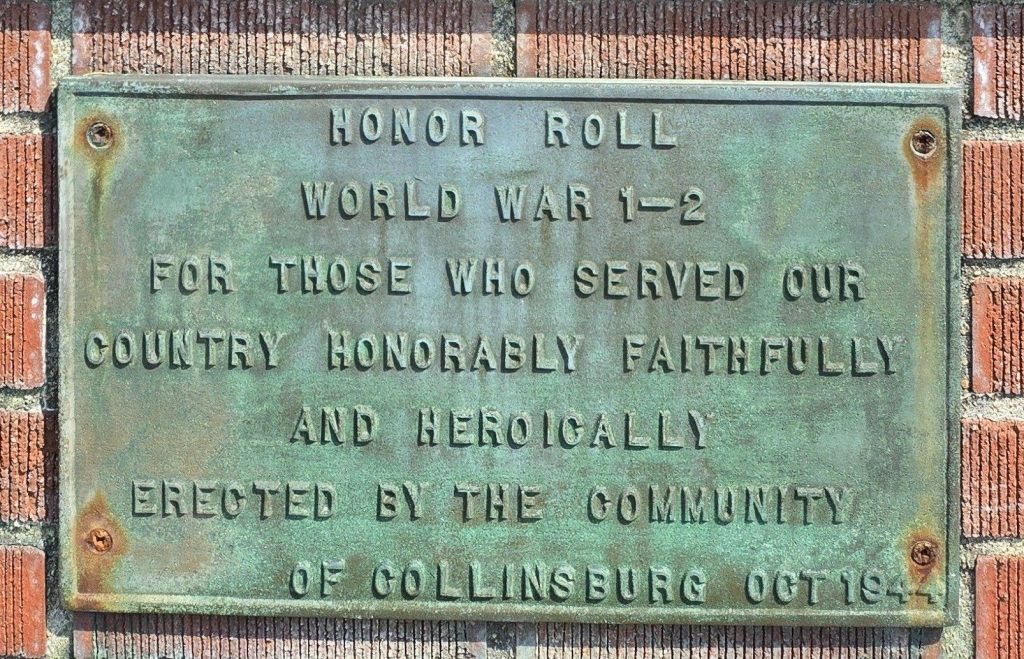 HONOR ROLL
WORLD WAR 1-2
FOR THOSE WHO SERVED OUR
COUNTRY HONORABLY FAITHFULLY
AND HEROICALLY
ERECTED BY THE COMMUNITY
OF COLLINSBURG OCT 1944